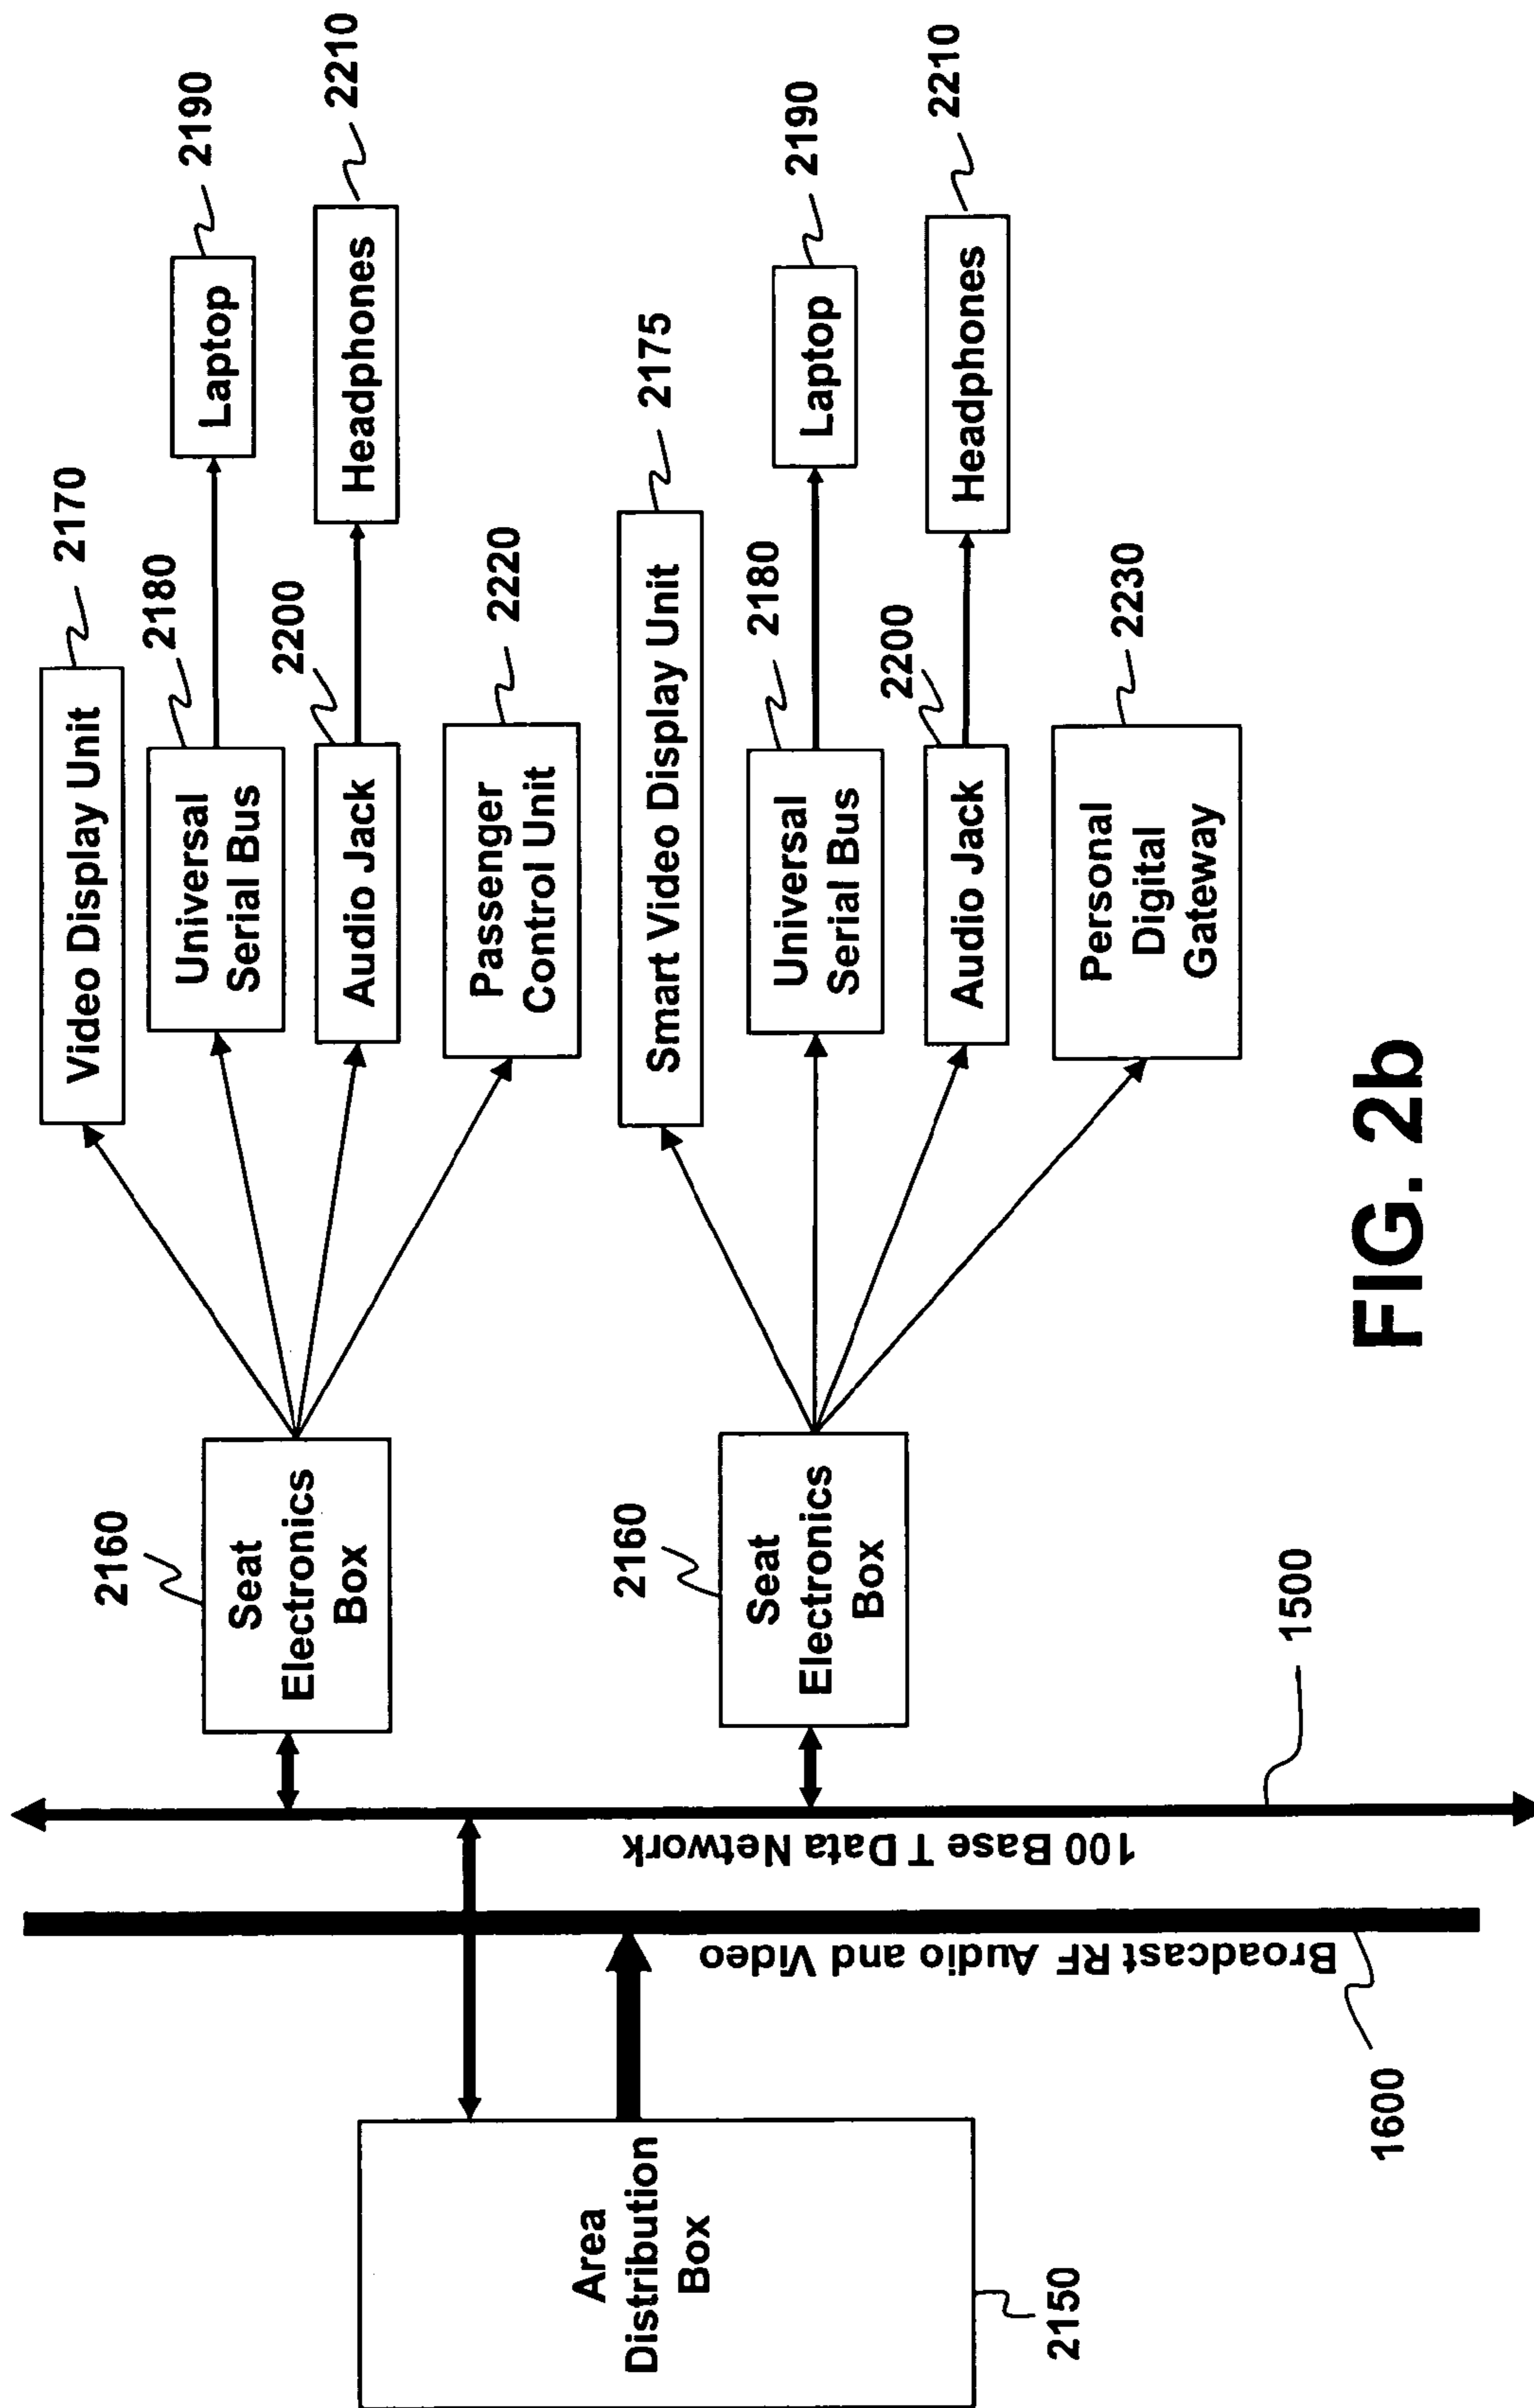 2170
Video Display Unit
2180
Universal
Serial Bus
2190
Laptop
2200
Audio Jack
2210
Headphones
2220
Passenger
Control Unit
2160
Seat
Electronics
Box
2175
Smart Video Display Unit
2180
Universal
Serial Bus
2190
Laptop
2200
Audio Jack
2210
Headphones
2230
Personal
Digital
Gateway
2160
Seat
Electronics
Box
100 Base T Data Network
1500
Broadcast RF Audio and Video
1600
Area
Distribution
Box
2150
FIG. 2b